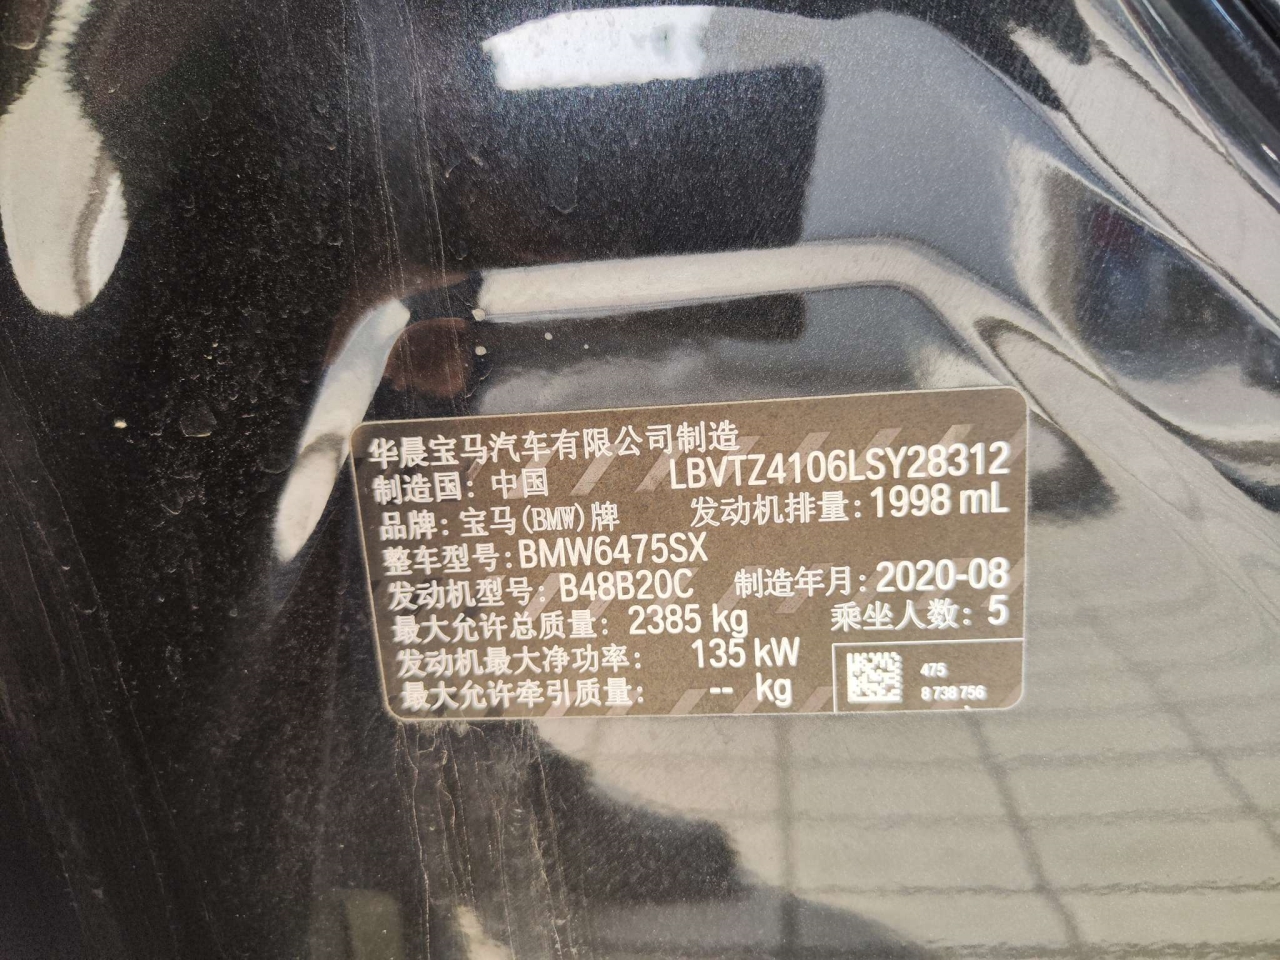 华晨宝马汽车有限公司制造
制造国：中国 LBVTZ4106LSY28312
品牌：宝马(BMW)牌 发动机排量：1998 mL
整车型号：BMW6475SX
发动机型号：B48B20C 制造年月：2020-08
最大允许总质量：2385 kg 乘坐人数：5
发动机最大净功率：135 kW
最大允许牵引质量：-- kg
475
8 738 756